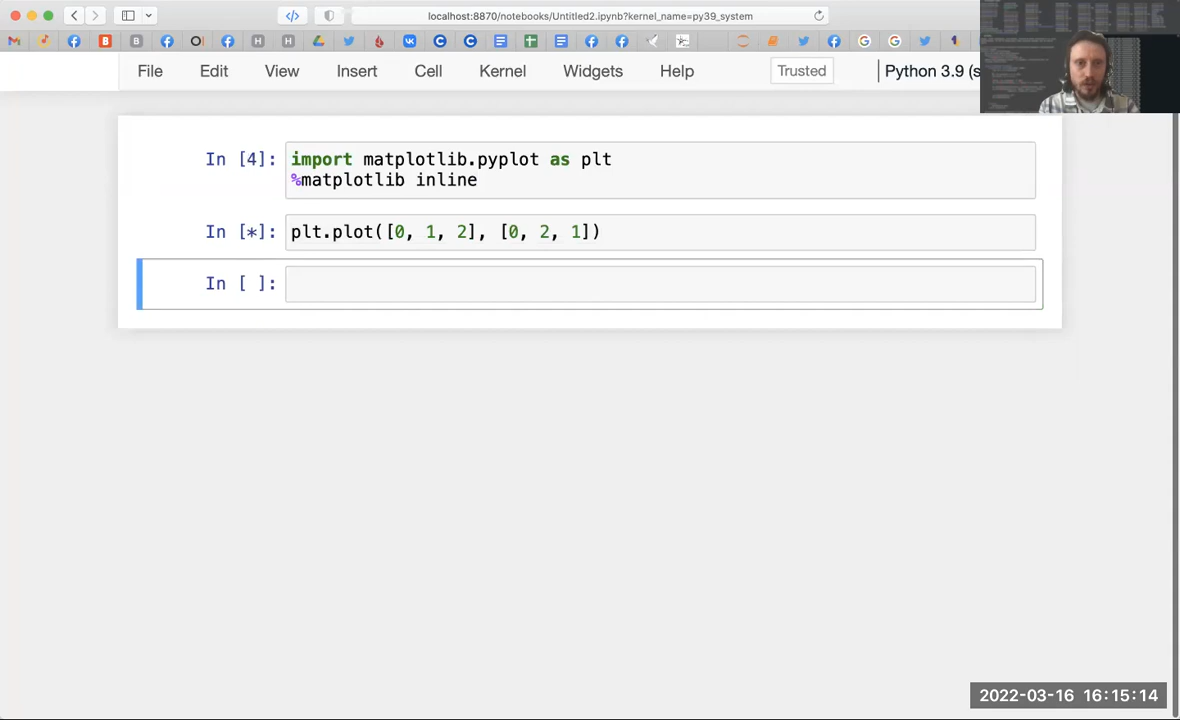 localhost:8870/notebooks/Untitled2.ipynb?kernel_name=py39_system
File Edit View Insert Cell Kernel Widgets Help Trusted Python 3.9 (s
In [4]: import matplotlib.pyplot as plt
%matplotlib inline
In [*]: plt.plot([0, 1, 2], [0, 2, 1])
In [ ]:
2022-03-16 16:15:14